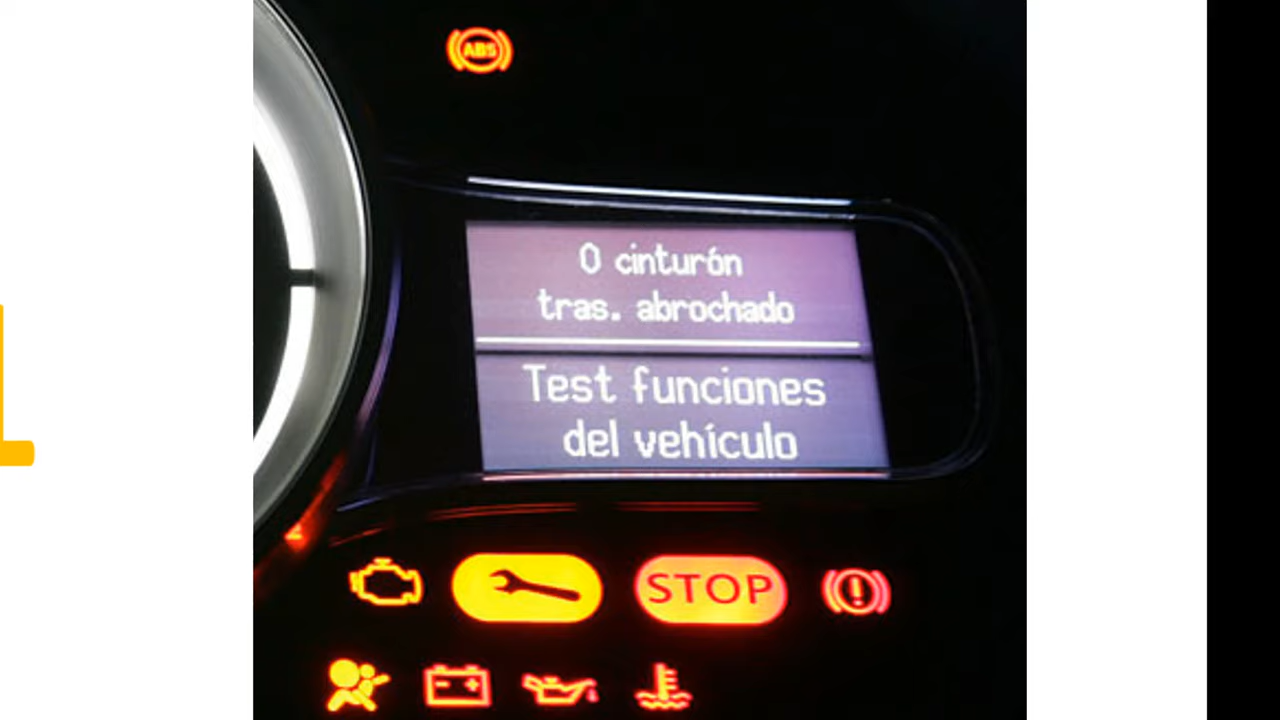 ABS
0 cinturón
tras. abrochado
Test funciones
del vehículo
STOP